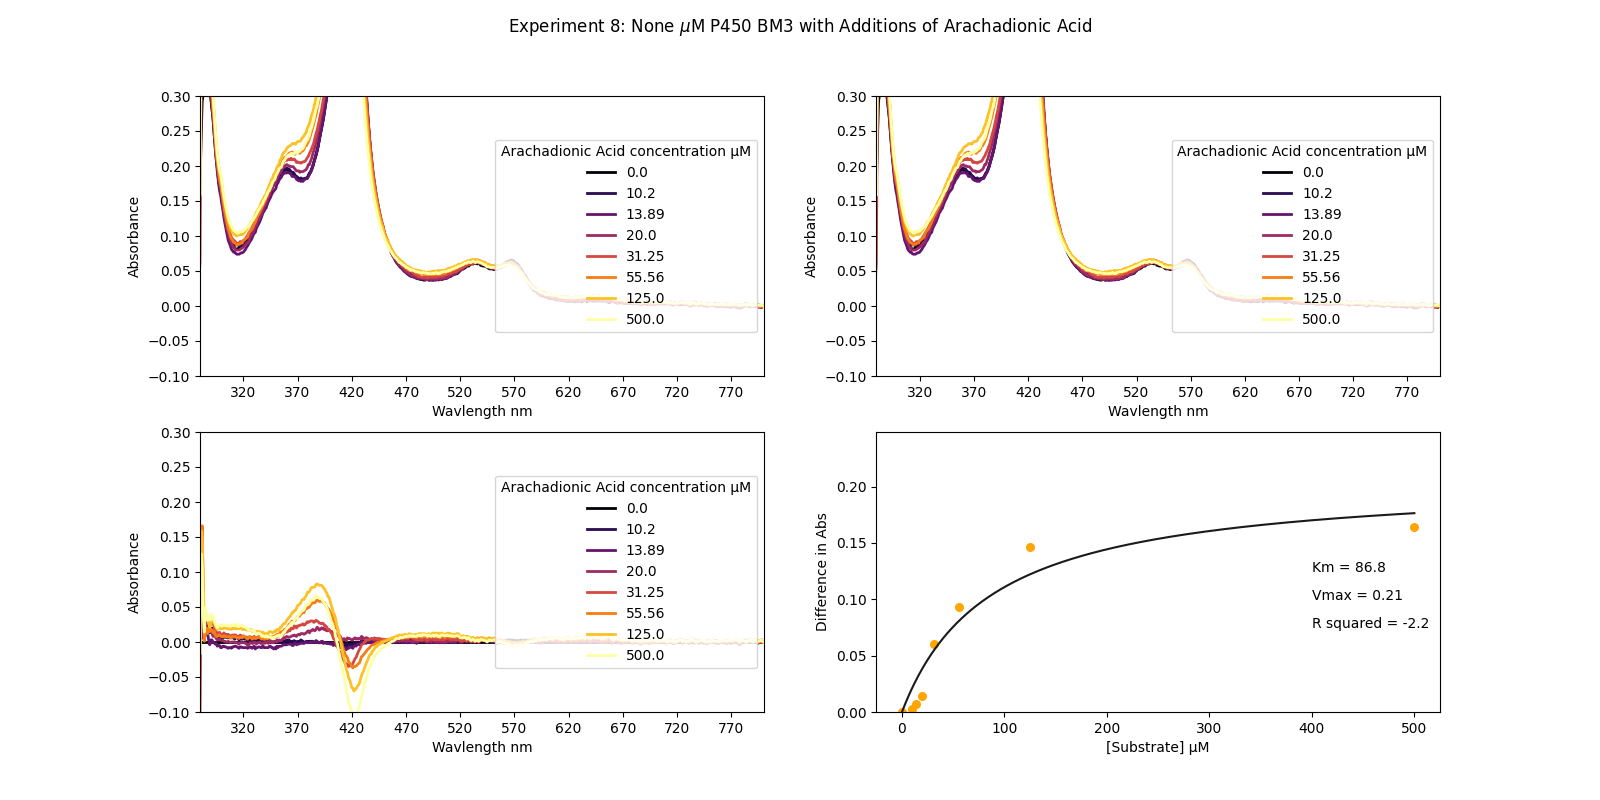 Experiment 8: None μM P450 BM3 with Additions of Arachadionic Acid
0.30
0.25
0.20
0.15
0.10
0.05
0.00
−0.05
−0.10
Absorbance
320 370 420 470 520 570 620 670 720 770
Wavlength nm
Arachadionic Acid concentration μM
0.0
10.2
13.89
20.0
31.25
55.56
125.0
500.0
0.30
0.25
0.20
0.15
0.10
0.05
0.00
−0.05
−0.10
Absorbance
320 370 420 470 520 570 620 670 720 770
Wavlength nm
Arachadionic Acid concentration μM
0.0
10.2
13.89
20.0
31.25
55.56
125.0
500.0
0.30
0.25
0.20
0.15
0.10
0.05
0.00
−0.05
−0.10
Absorbance
320 370 420 470 520 570 620 670 720 770
Wavlength nm
Arachadionic Acid concentration μM
0.0
10.2
13.89
20.0
31.25
55.56
125.0
500.0
0.20
0.15
0.10
0.05
0.00
Difference in Abs
0 100 200 300 400 500
[Substrate] μM
Km = 86.8
Vmax = 0.21
R squared = -2.2